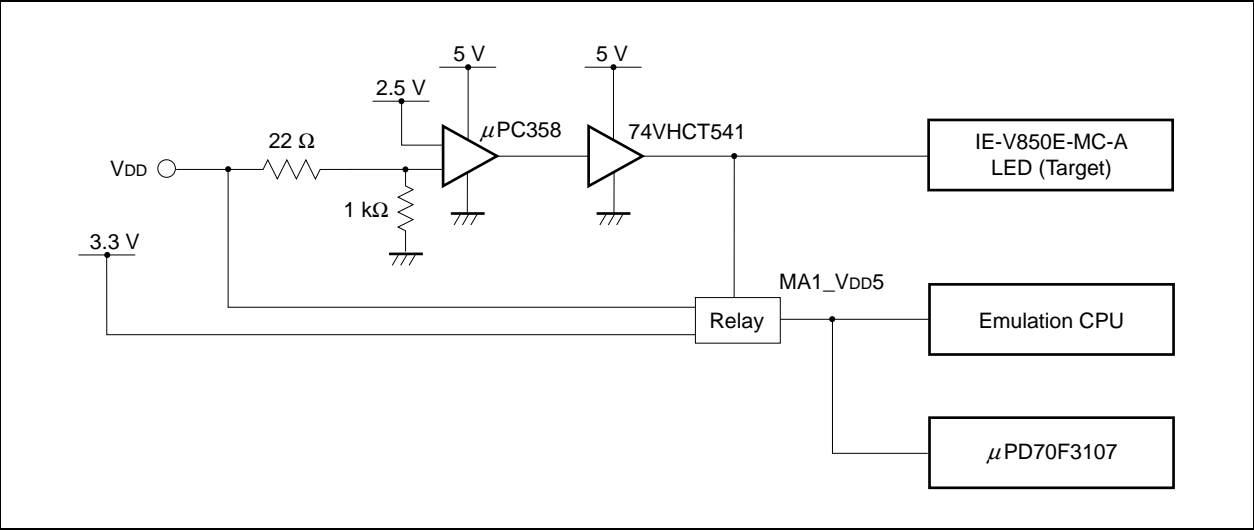 5 V
5 V
2.5 V
μPC358
74VHCT541
22 Ω
IE-V850E-MC-A
LED (Target)
VDD
1 kΩ
3.3 V
MA1_VDD5
Relay
Emulation CPU
μPD70F3107